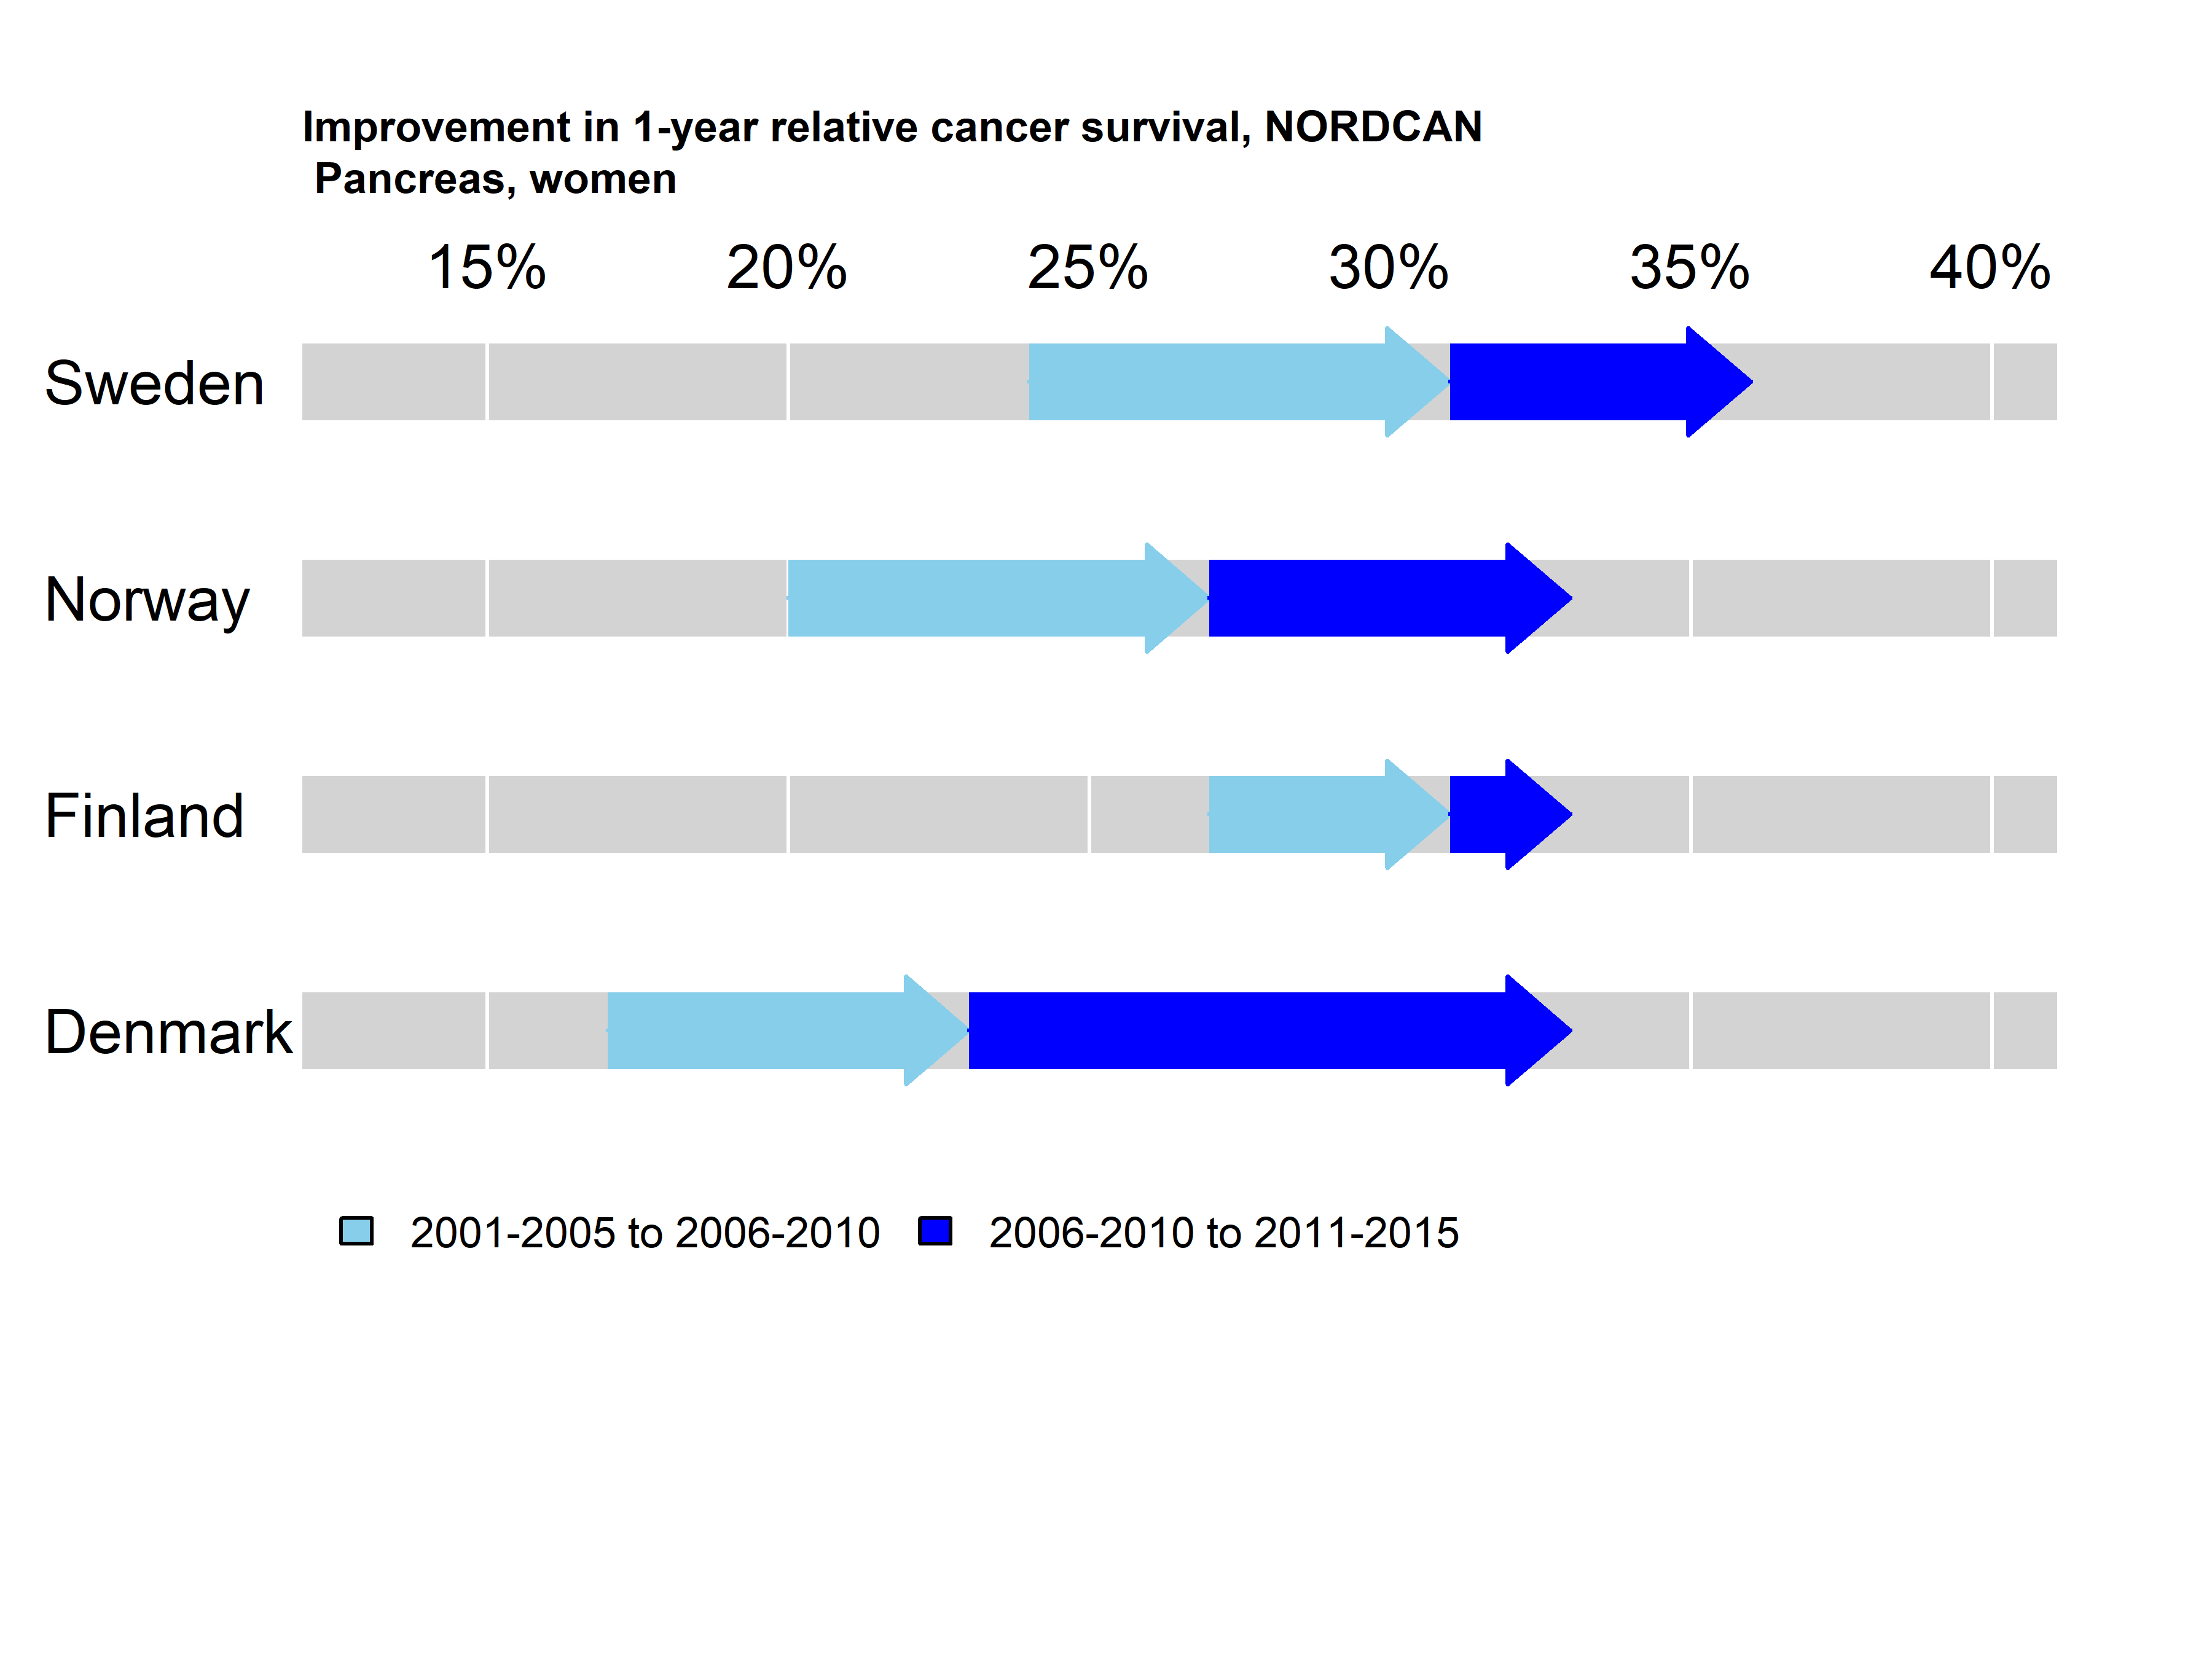 Improvement in 1-year relative cancer survival, NORDCAN
Pancreas, women
15% 20% 25% 30% 35% 40%
Sweden
Norway
Finland
Denmark
2001-2005 to 2006-2010 2006-2010 to 2011-2015